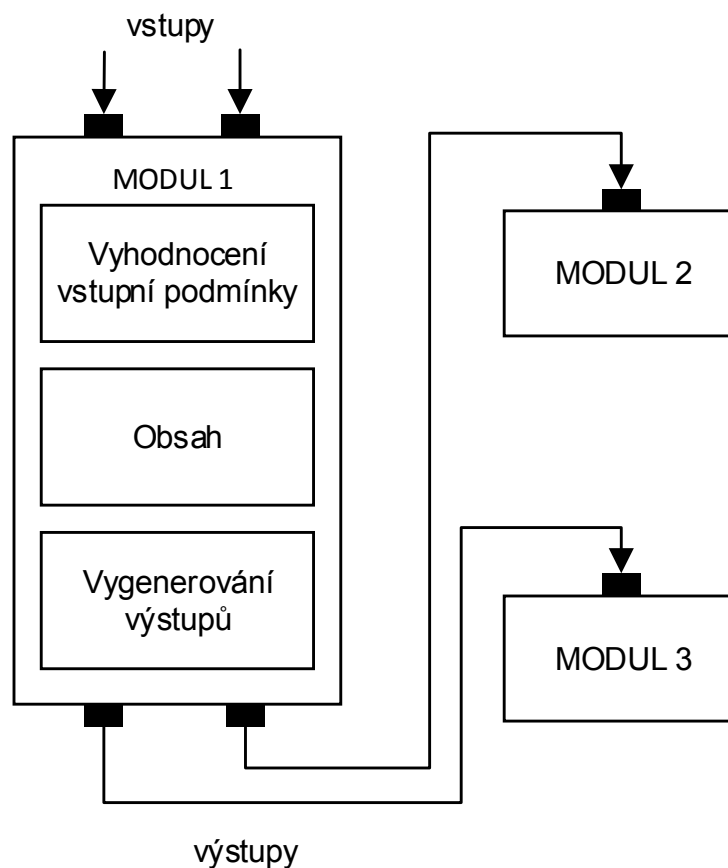 vstupy
MODUL 1
Vyhodnocení
vstupní podmínky
Obsah
Vygenerování
výstupů
MODUL 2
MODUL 3
výstupy